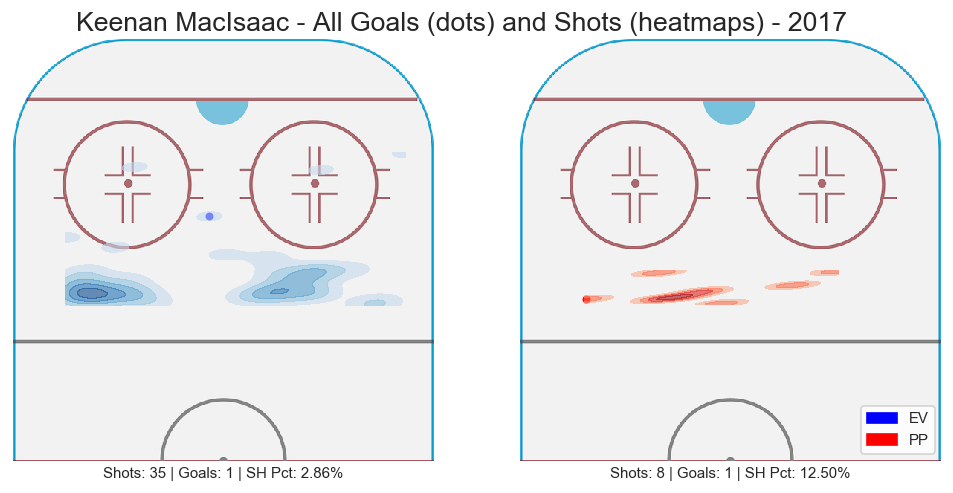 Keenan MacIsaac - All Goals (dots) and Shots (heatmaps) - 2017
EV
PP
Shots: 35 | Goals: 1 | SH Pct: 2.86%
Shots: 8 | Goals: 1 | SH Pct: 12.50%